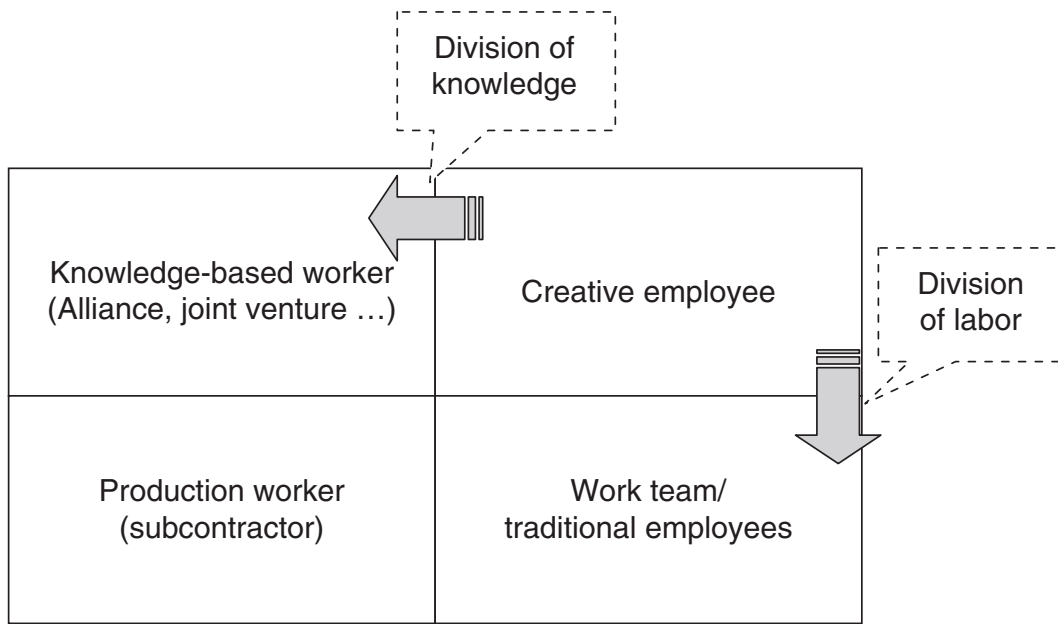 Division of
knowledge
Knowledge-based worker
(Alliance, joint venture …)
Creative employee
Division
of labor
Production worker
(subcontractor)
Work team/
traditional employees